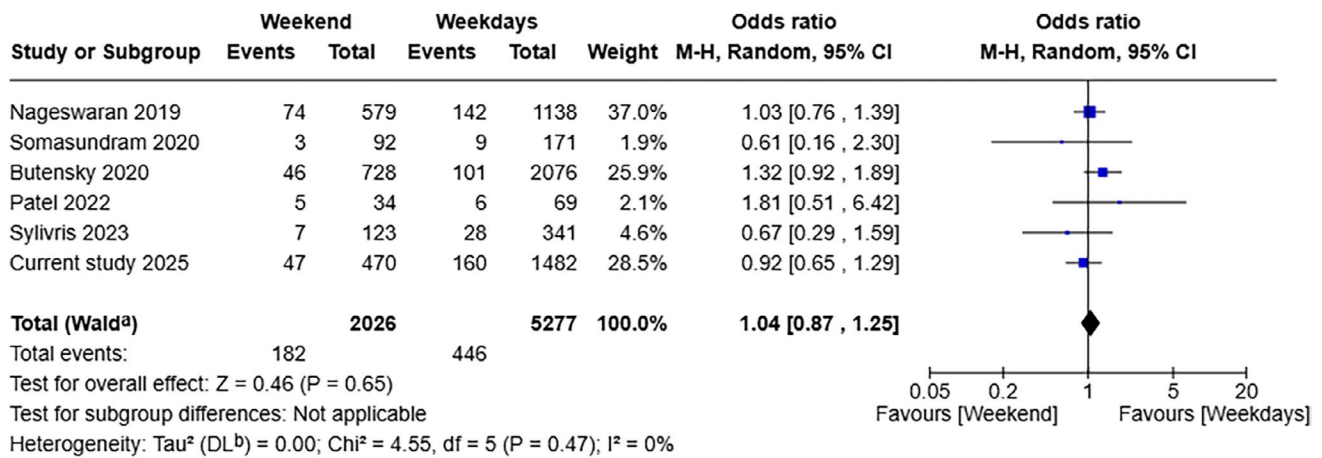 Weekend Weekdays Odds ratio Odds ratio
Study or Subgroup Events Total Events Total Weight M-H, Random, 95% CI M-H, Random, 95% CI
Nageswaran 2019 74 579 142 1138 37.0% 1.03 [0.76 , 1.39]
Somasundram 2020 3 92 9 171 1.9% 0.61 [0.16 , 2.30]
Butensky 2020 46 728 101 2076 25.9% 1.32 [0.92 , 1.89]
Patel 2022 5 34 6 69 2.1% 1.81 [0.51 , 6.42]
Sylivris 2023 7 123 28 341 4.6% 0.67 [0.29 , 1.59]
Current study 2025 47 470 160 1482 28.5% 0.92 [0.65 , 1.29]
Total (Waldᵃ) 2026 5277 100.0% 1.04 [0.87 , 1.25]
Total events: 182 446
Test for overall effect: Z = 0.46 (P = 0.65)
0.05 0.2 1 5 20
Test for subgroup differences: Not applicable
Favours [Weekend] Favours [Weekdays]
Heterogeneity: Tau² (DLᵇ) = 0.00; Chi² = 4.55, df = 5 (P = 0.47); I² = 0%